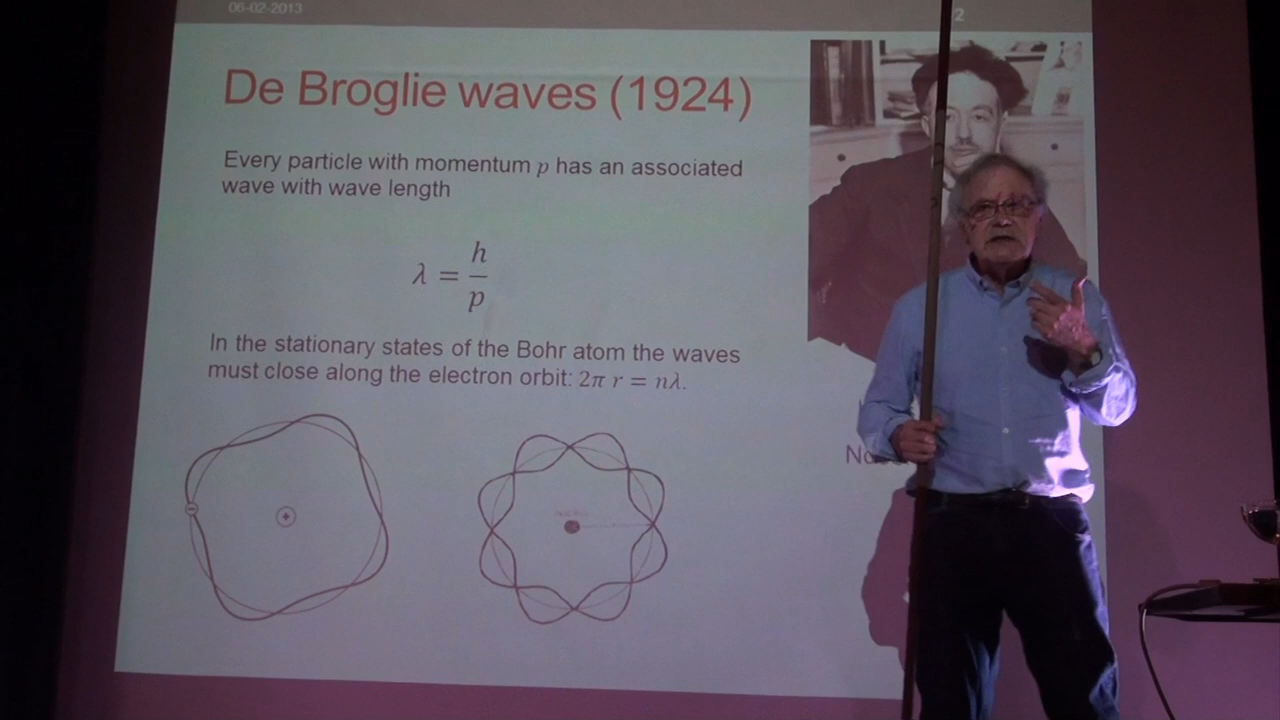 06-02-2013
2
De Broglie waves (1924)
Every particle with momentum p has an associated
wave with wave length
λ = h/p
In the stationary states of the Bohr atom the waves
must close along the electron orbit: 2π r = nλ.
−
+